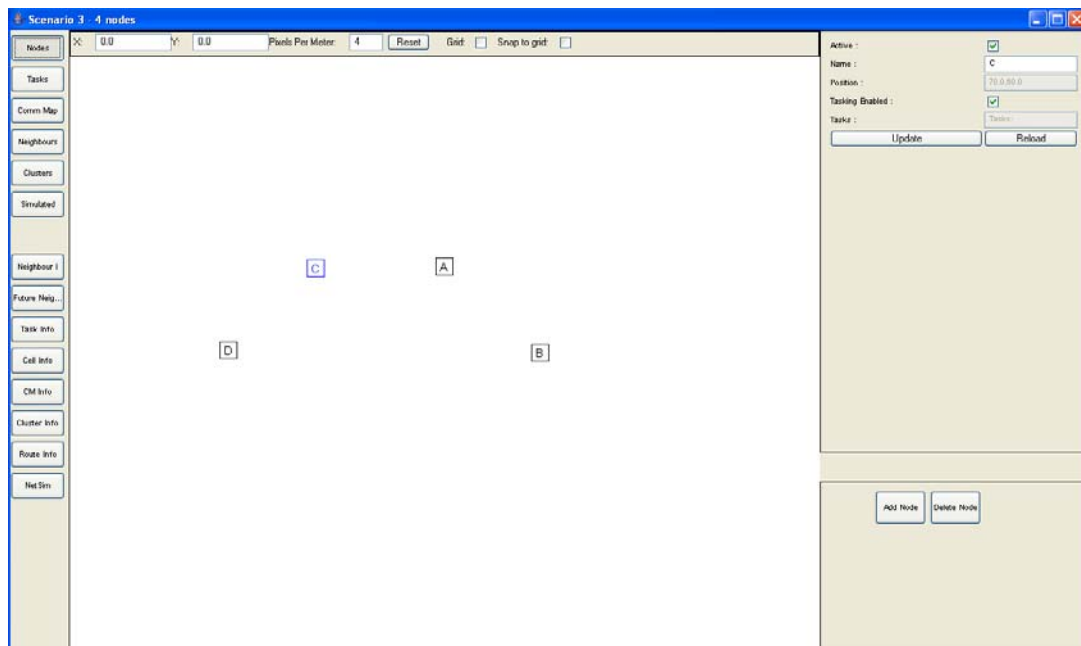 Scenario 3 - 4 nodes
X: 0.0 Y: 0.0 Pixels Per Meter: 4 Reset Grid: Snap to grid:
Nodes
Tasks
Comm Map
Neighbours
Clusters
Simulated
Neighbour I
Future Neig...
Task Info
Cell Info
CM Info
Cluster Info
Route Info
Net Sim
C
A
D
B
Active :
Name : C
Position : 70.0,80.0
Tasking Enabled :
Tasks : Tasks:
Update Reload
Add Node Delete Node